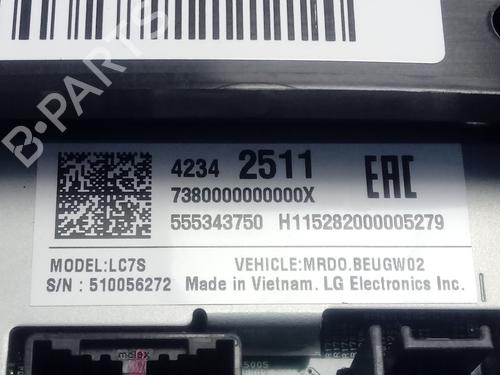 B-PARTS
4234 2511
7380000000000X
EAC
555343750 H115282000005279
MODEL:LC7S VEHICLE:MRDO.BEUGW02
S/N : 510056272 Made in Vietnam. LG Electronics Inc.
molex